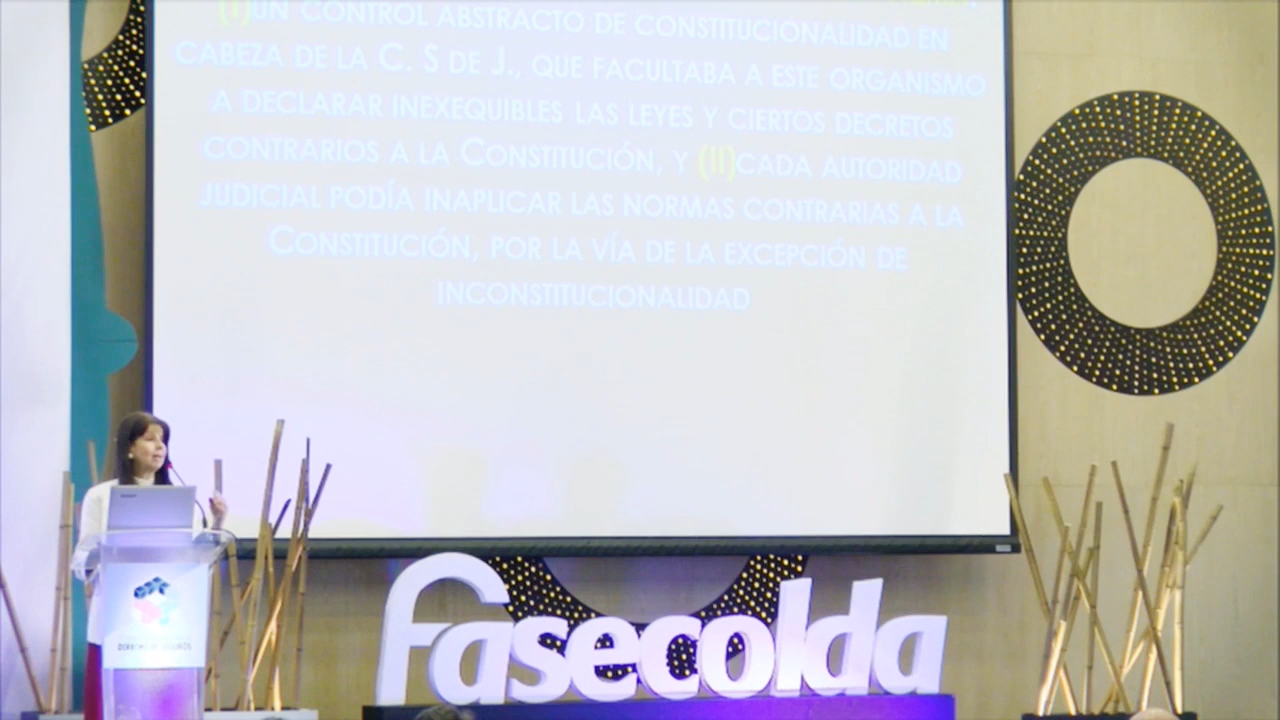 (I)UN CONTROL ABSTRACTO DE CONSTITUCIONALIDAD EN
CABEZA DE LA C. S DE J., QUE FACULTABA A ESTE ORGANISMO
A DECLARAR INEXEQUIBLES LAS LEYES Y CIERTOS DECRETOS
CONTRARIOS A LA CONSTITUCIÓN, Y (II)CADA AUTORIDAD
JUDICIAL PODÍA INAPLICAR LAS NORMAS CONTRARIAS A LA
CONSTITUCIÓN, POR LA VÍA DE LA EXCEPCIÓN DE
INCONSTITUCIONALIDAD
fasecolda